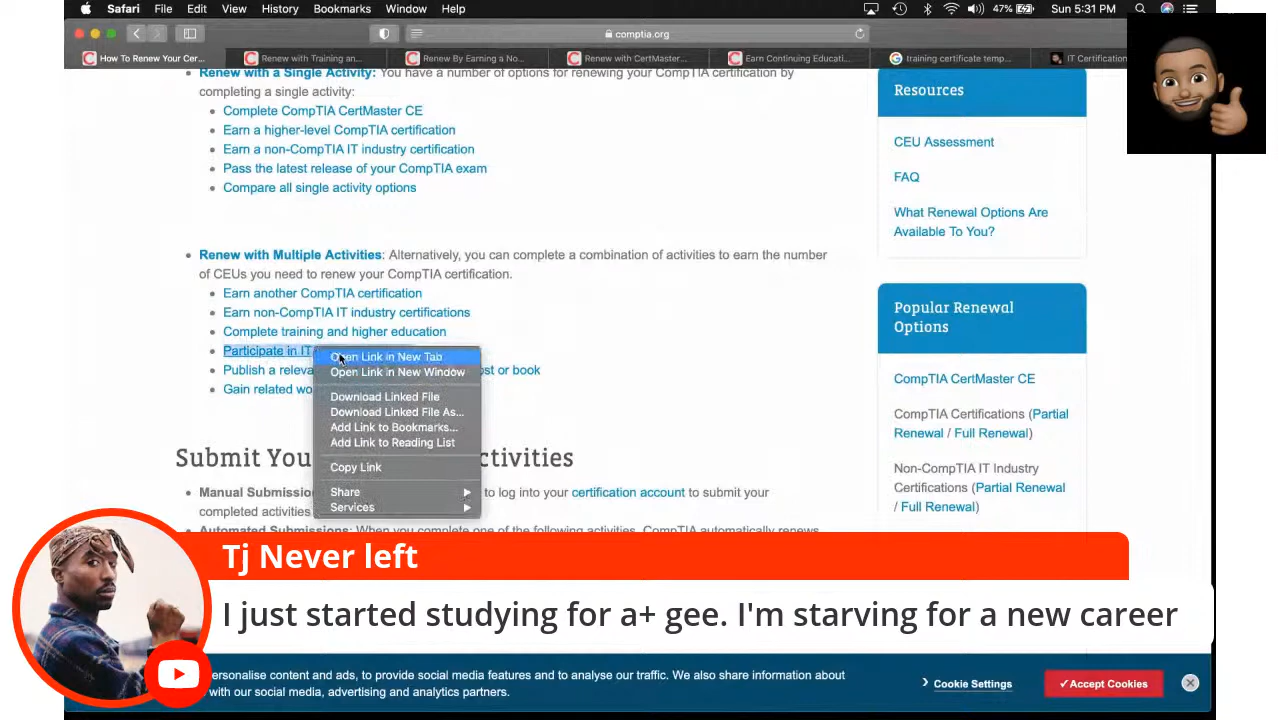 Safari File Edit View History Bookmarks Window Help 47% Sun 5:31 PM
comptia.org
How To Renew Your Cer... Renew with Training an... Renew By Earning a No... Renew with CertMaster... Earn Continuing Educati... training certificate temp... IT Certification
Renew with a Single Activity: You have a number of options for renewing your CompTIA certification by
completing a single activity:
Complete CompTIA CertMaster CE
Earn a higher-level CompTIA certification
Earn a non-CompTIA IT industry certification
Pass the latest release of your CompTIA exam
Compare all single activity options
Renew with Multiple Activities: Alternatively, you can complete a combination of activities to earn the number
of CEUs you need to renew your CompTIA certification.
Earn another CompTIA certification
Earn non-CompTIA IT industry certifications
Complete training and higher education
Participate in IT
Publish a releva ost or book
Gain related wo
Open Link in New Tab
Open Link in New Window
Download Linked File
Download Linked File As...
Add Link to Bookmarks...
Add Link to Reading List
Copy Link
Share
Services
Submit You ctivities
Manual Submissio to log into your certification account to submit your
completed activities
Automated Submissions: When you complete one of the following activities, CompTIA automatically renews
Resources
CEU Assessment
FAQ
What Renewal Options Are
Available To You?
Popular Renewal
Options
CompTIA CertMaster CE
CompTIA Certifications (Partial
Renewal / Full Renewal)
Non-CompTIA IT Industry
Certifications (Partial Renewal
/ Full Renewal)
Tj Never left
I just started studying for a+ gee. I'm starving for a new career
ersonalise content and ads, to provide social media features and to analyse our traffic. We also share information about
with our social media, advertising and analytics partners.
Cookie Settings
✓Accept Cookies